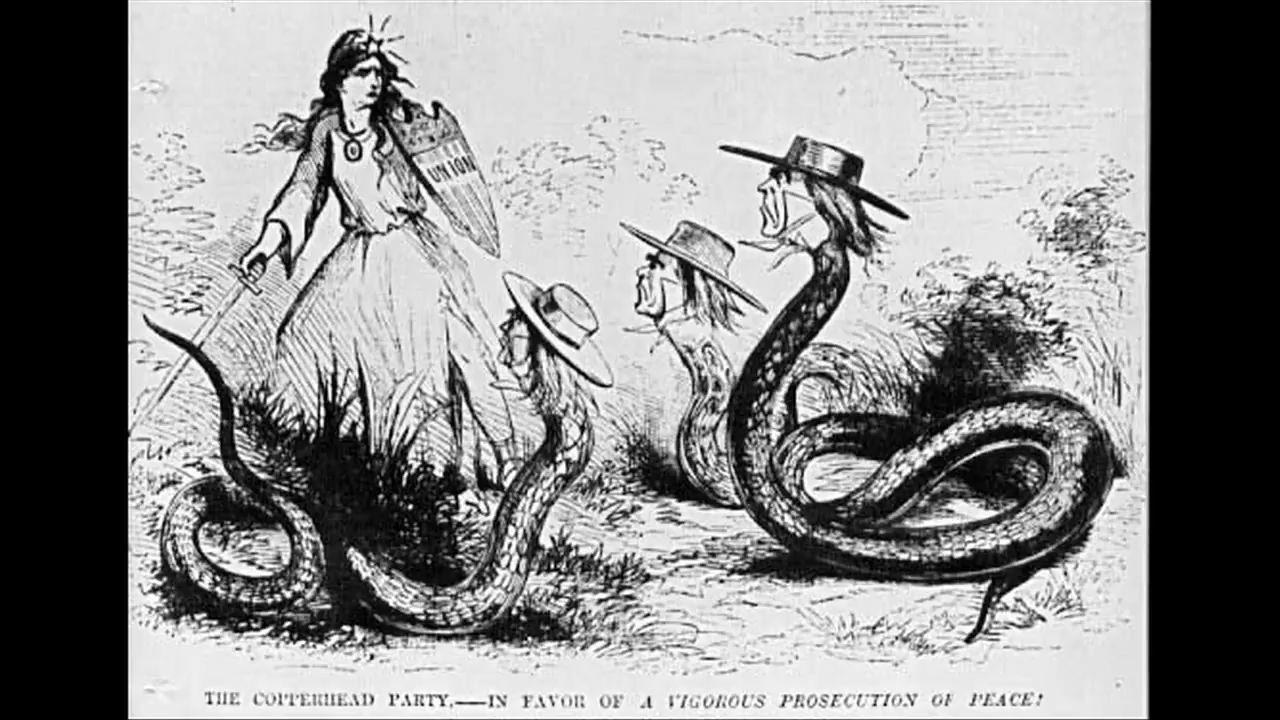 UNION
THE COPPERHEAD PARTY.—IN FAVOR OF A VIGOROUS PROSECUTION OF PEACE!